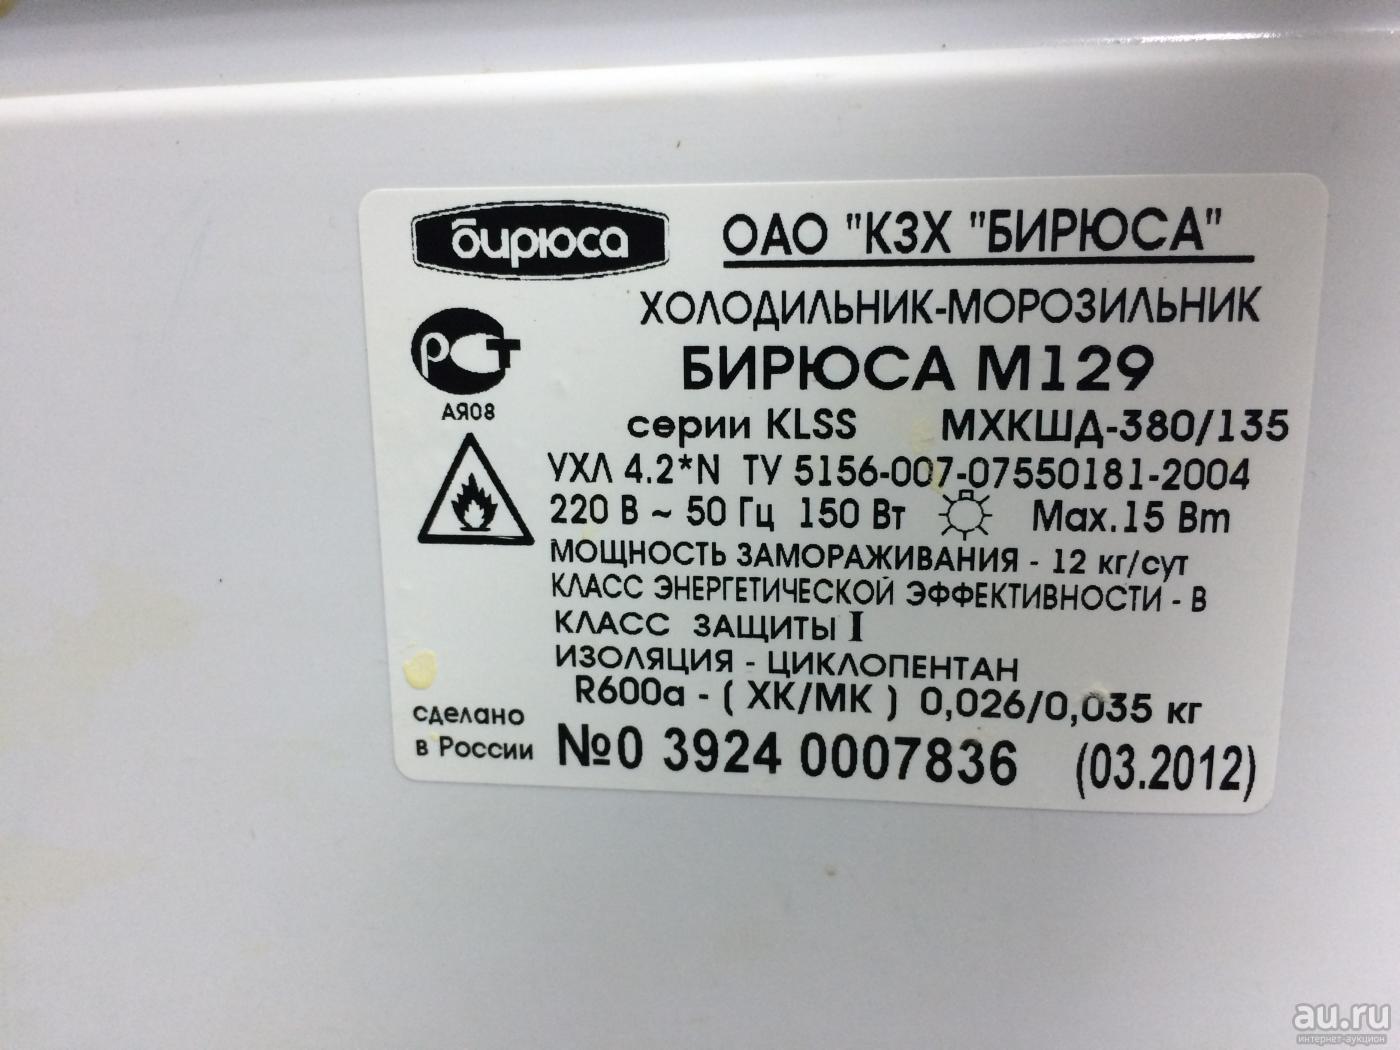 бирюса
ОАО "КЗХ "БИРЮСА"
ХОЛОДИЛЬНИК-МОРОЗИЛЬНИК
РСТ
БИРЮСА М129
АЯ08
серии KLSS МХКШД-380/135
УХЛ 4.2*N ТУ 5156-007-07550181-2004
220 В ~ 50 Гц 150 Вт Max.15 Вт
МОЩНОСТЬ ЗАМОРАЖИВАНИЯ - 12 кг/сут
КЛАСС ЭНЕРГЕТИЧЕСКОЙ ЭФФЕКТИВНОСТИ - В
КЛАСС ЗАЩИТЫ I
ИЗОЛЯЦИЯ - ЦИКЛОПЕНТАН
R600a - ( ХК/МК ) 0,026/0,035 кг
сделано
в России
№0 3924 0007836 (03.2012)
au.ru
интернет-аукцион